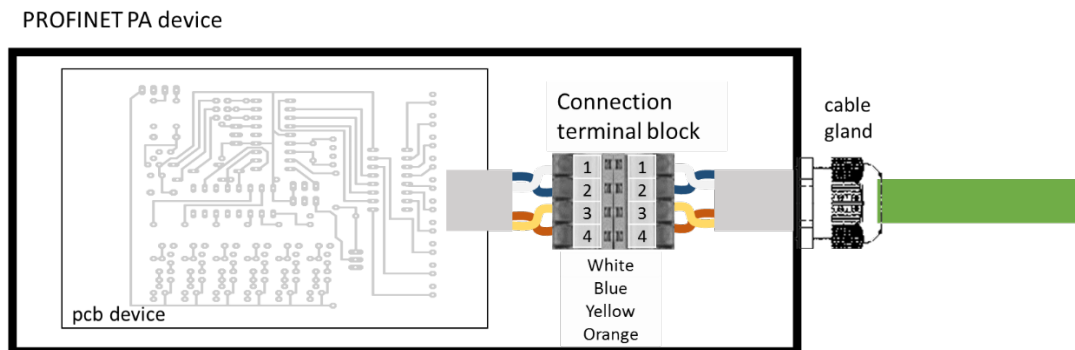 PROFINET PA device
Connection
terminal block
cable
gland
1 1
2 2
3 3
4 4
White
Blue
Yellow
Orange
pcb device